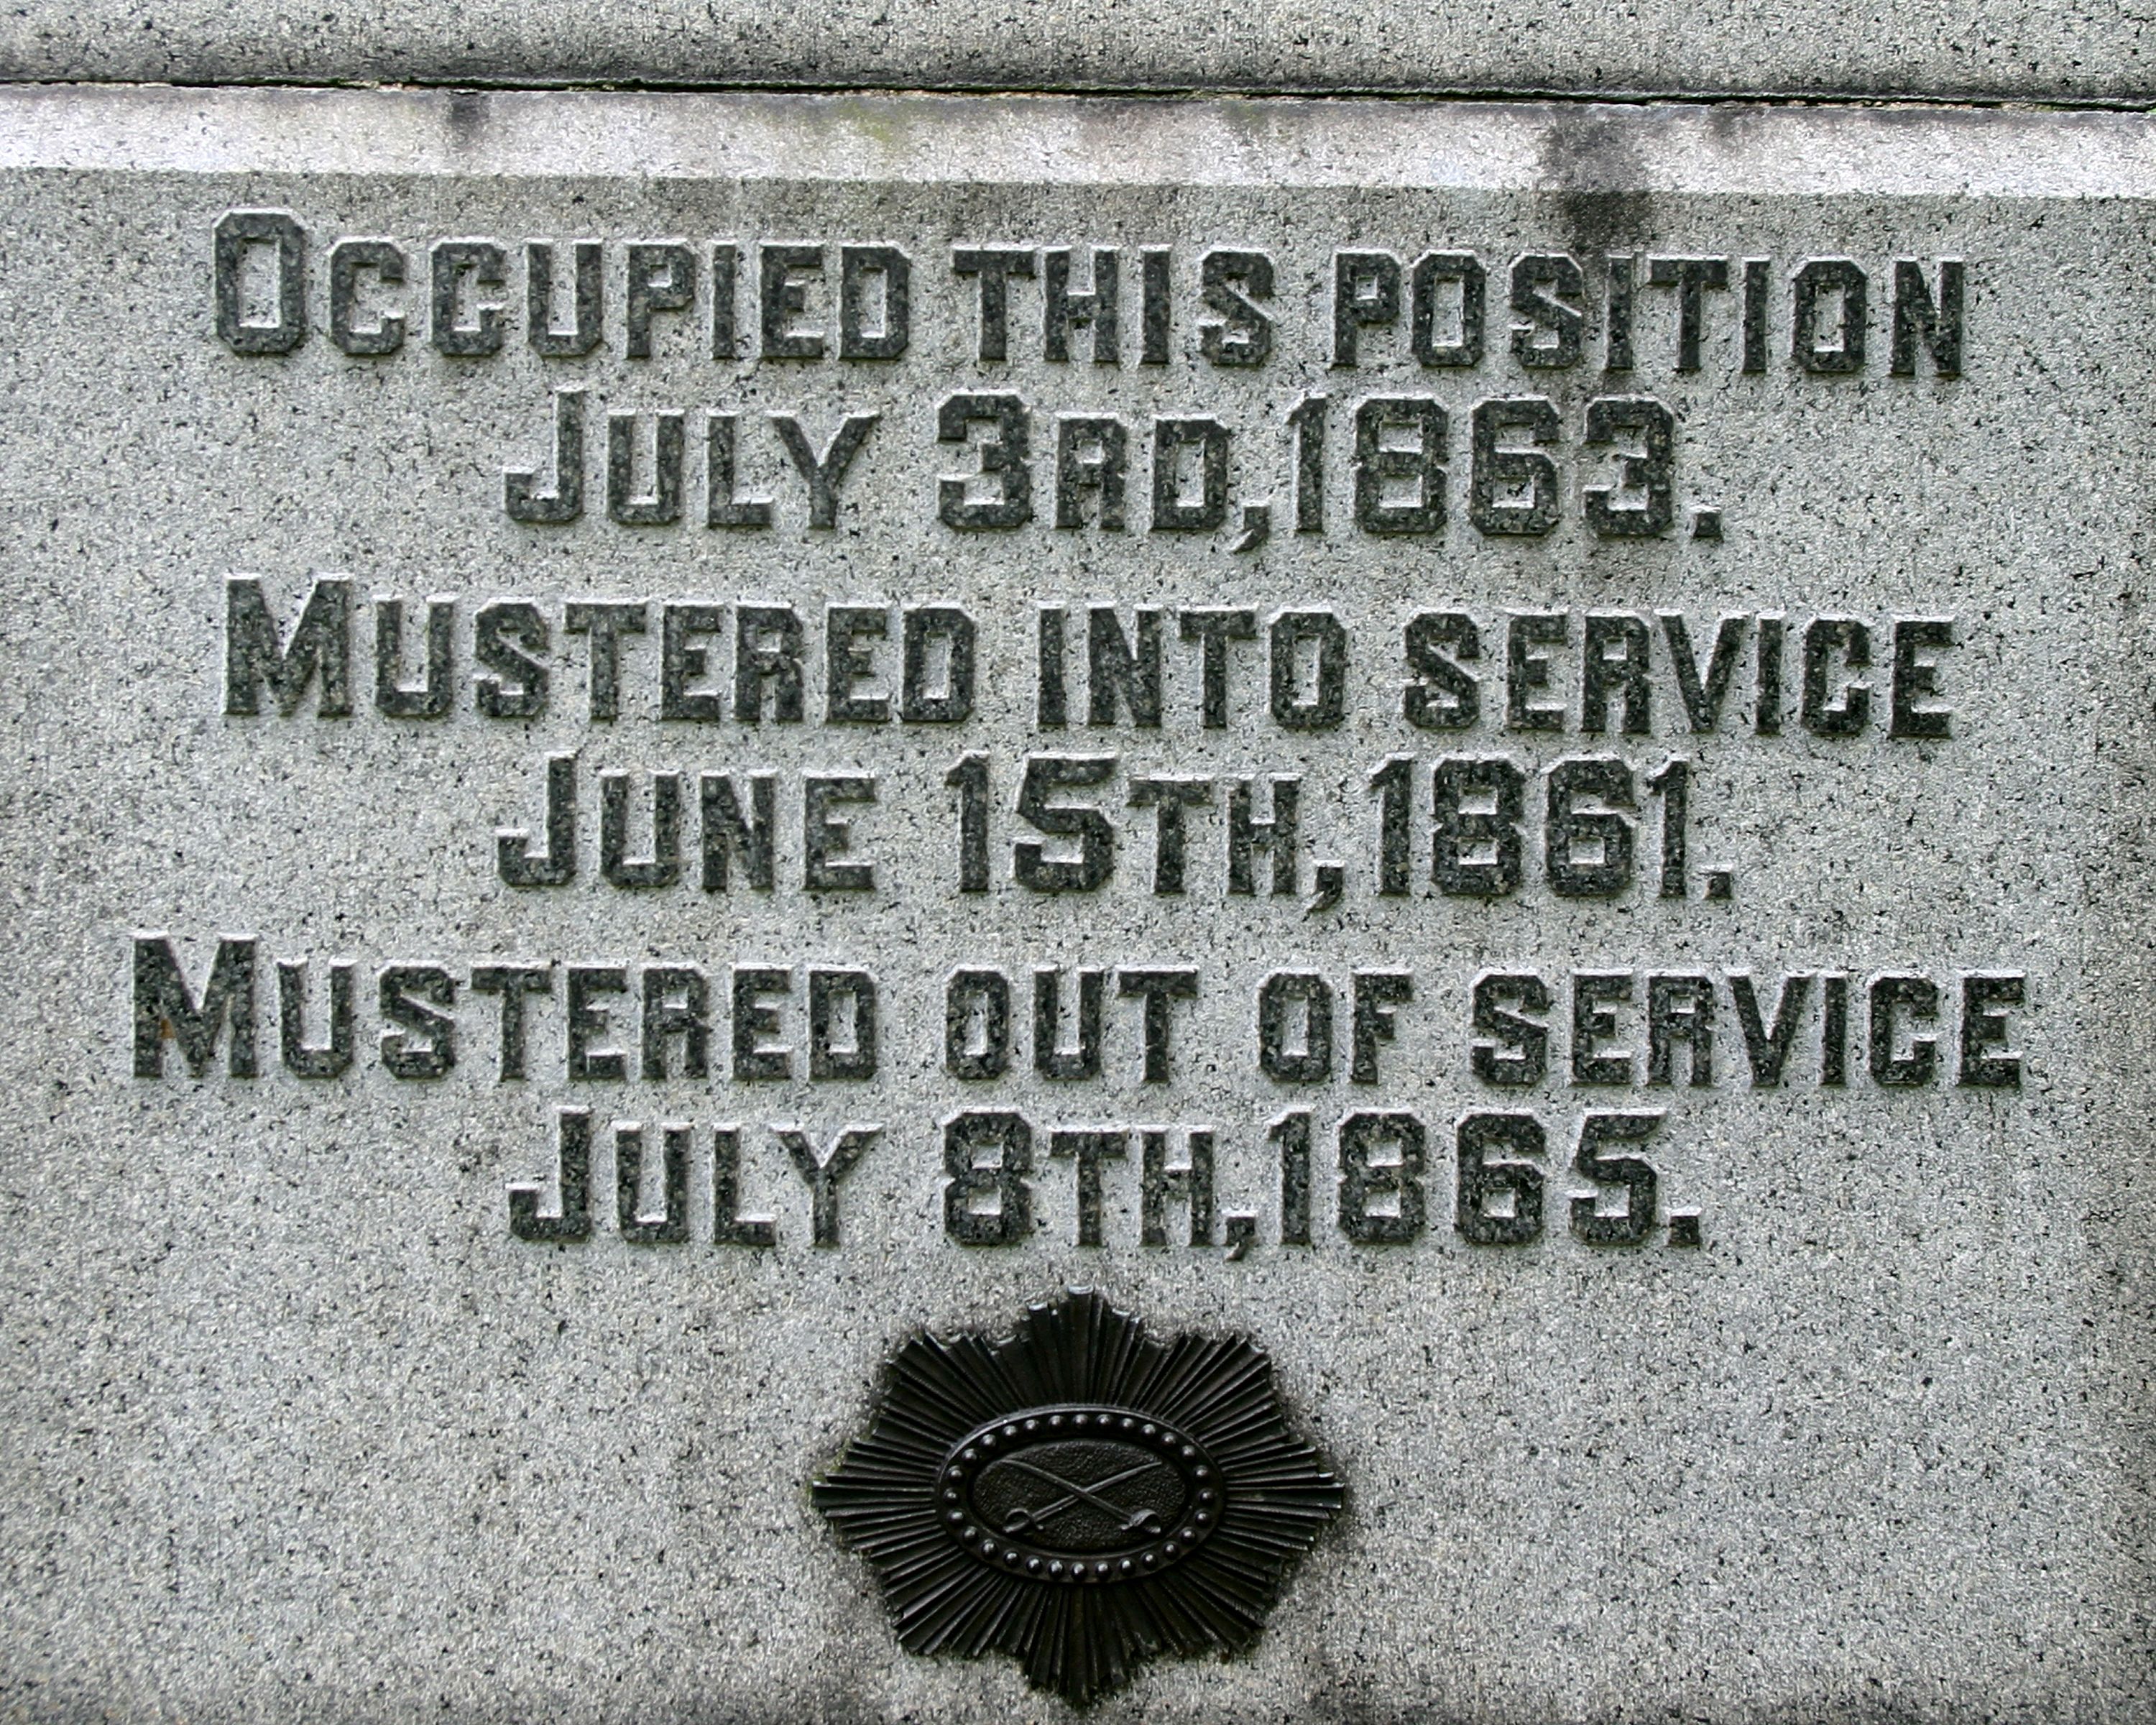 OCCUPIED THIS POSITION
JULY 3RD, 1863.
MUSTERED INTO SERVICE
JUNE 15TH, 1861.
MUSTERED OUT OF SERVICE
JULY 8TH, 1865.